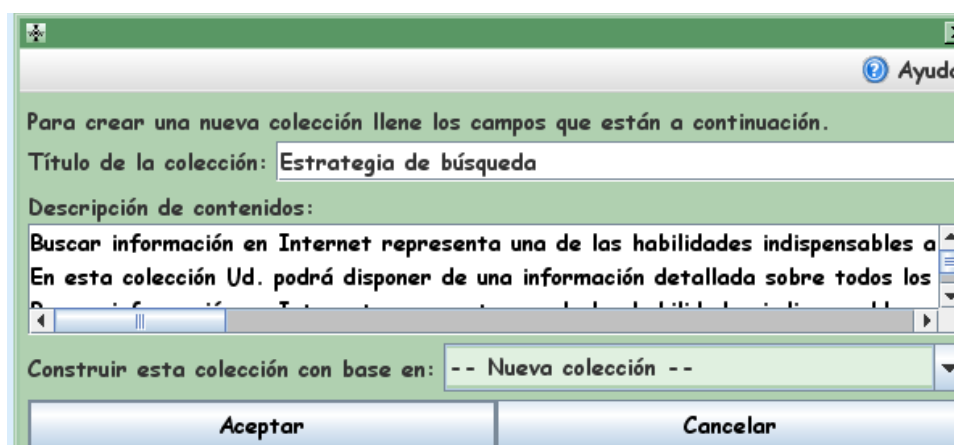 Ayuda
Para crear una nueva colección llene los campos que están a continuación.
Título de la colección: Estrategia de búsqueda
Descripción de contenidos:
Buscar información en Internet representa una de las habilidades indispensables a
En esta colección Ud. podrá disponer de una información detallada sobre todos los
Construir esta colección con base en: -- Nueva colección --
Aceptar Cancelar